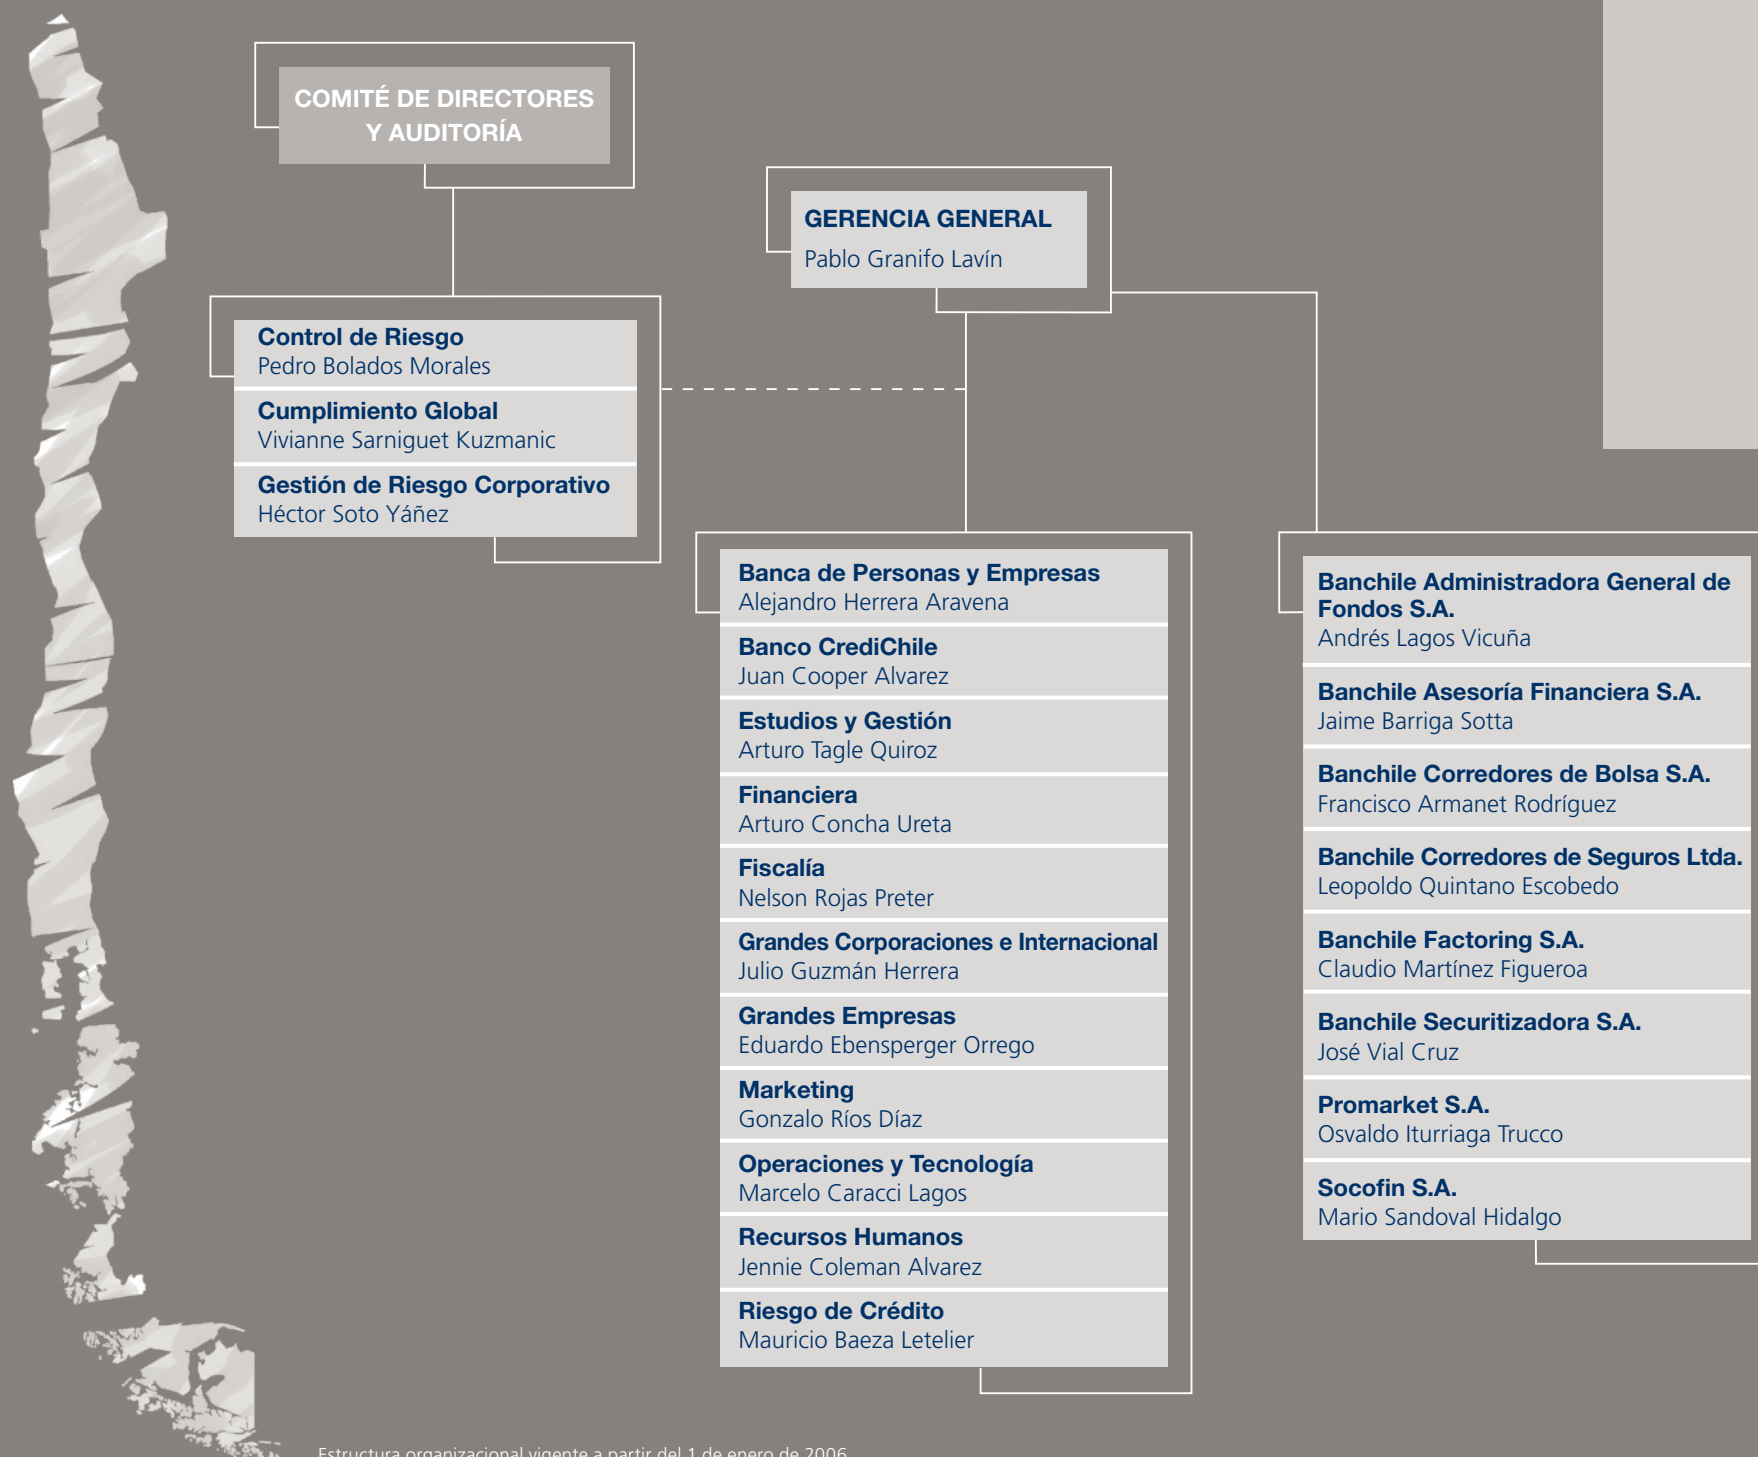 COMITÉ DE DIRECTORES
Y AUDITORÍA
GERENCIA GENERAL
Pablo Granifo Lavín
Control de Riesgo
Pedro Bolados Morales
Cumplimiento Global
Vivianne Sarniguet Kuzmanic
Gestión de Riesgo Corporativo
Héctor Soto Yáñez
Banca de Personas y Empresas
Alejandro Herrera Aravena
Banco CrediChile
Juan Cooper Alvarez
Estudios y Gestión
Arturo Tagle Quiroz
Financiera
Arturo Concha Ureta
Fiscalía
Nelson Rojas Preter
Grandes Corporaciones e Internacional
Julio Guzmán Herrera
Grandes Empresas
Eduardo Ebensperger Orrego
Marketing
Gonzalo Ríos Díaz
Operaciones y Tecnología
Marcelo Caracci Lagos
Recursos Humanos
Jennie Coleman Alvarez
Riesgo de Crédito
Mauricio Baeza Letelier
Banchile Administradora General de
Fondos S.A.
Andrés Lagos Vicuña
Banchile Asesoría Financiera S.A.
Jaime Barriga Sotta
Banchile Corredores de Bolsa S.A.
Francisco Armanet Rodríguez
Banchile Corredores de Seguros Ltda.
Leopoldo Quintano Escobedo
Banchile Factoring S.A.
Claudio Martínez Figueroa
Banchile Securitizadora S.A.
José Vial Cruz
Promarket S.A.
Osvaldo Iturriaga Trucco
Socofin S.A.
Mario Sandoval Hidalgo
Estructura organizacional vigente a partir del 1 de enero de 2006